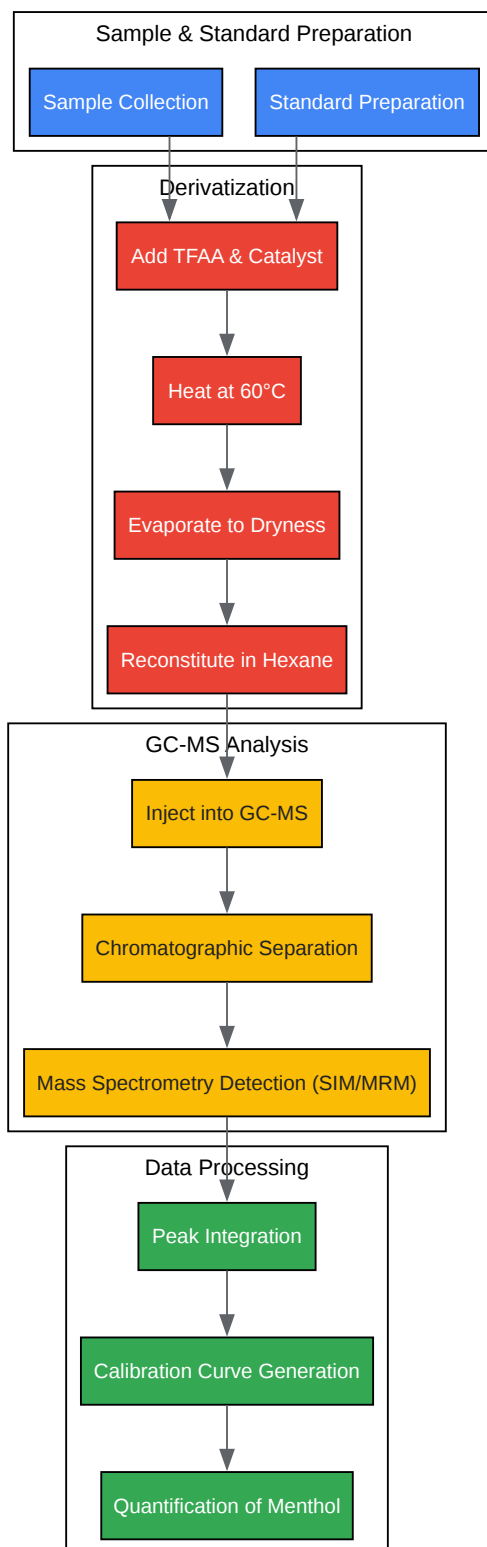 Sample & Standard Preparation
Sample Collection
Standard Preparation
Derivatization
Add TFAA & Catalyst
Heat at 60°C
Evaporate to Dryness
Reconstitute in Hexane
GC-MS Analysis
Inject into GC-MS
Chromatographic Separation
Mass Spectrometry Detection (SIM/MRM)
Data Processing
Peak Integration
Calibration Curve Generation
Quantification of Menthol